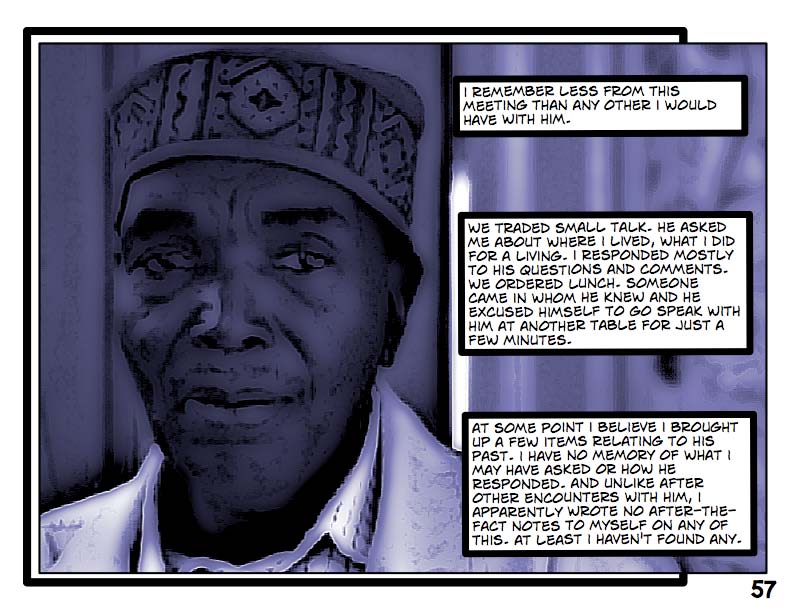 I REMEMBER LESS FROM THIS
MEETING THAN ANY OTHER I WOULD
HAVE WITH HIM.
WE TRADED SMALL TALK. HE ASKED
ME ABOUT WHERE I LIVED, WHAT I DID
FOR A LIVING. I RESPONDED MOSTLY
TO HIS QUESTIONS AND COMMENTS.
WE ORDERED LUNCH. SOMEONE
CAME IN WHOM HE KNEW AND HE
EXCUSED HIMSELF TO GO SPEAK WITH
HIM AT ANOTHER TABLE FOR JUST A
FEW MINUTES.
AT SOME POINT I BELIEVE I BROUGHT
UP A FEW ITEMS RELATING TO HIS
PAST. I HAVE NO MEMORY OF WHAT I
MAY HAVE ASKED OR HOW HE
RESPONDED. AND UNLIKE AFTER
OTHER ENCOUNTERS WITH HIM, I
APPARENTLY WROTE NO AFTER-THE-
FACT NOTES TO MYSELF ON ANY OF
THIS. AT LEAST I HAVEN'T FOUND ANY.
57